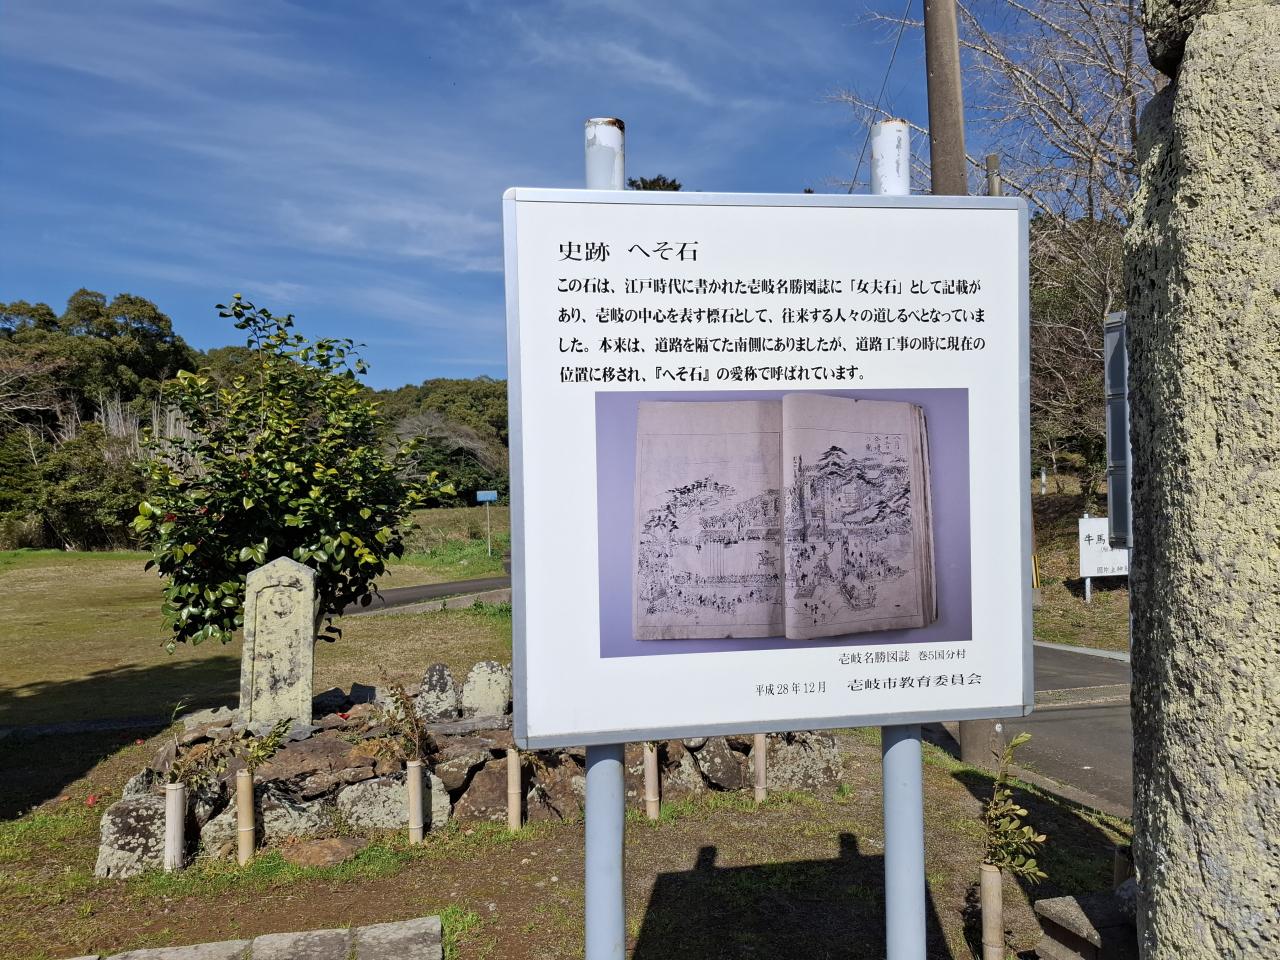 史跡 へそ石
この石は、江戸時代に書かれた壱岐名勝図誌に「女夫石」として記載が
あり、壱岐の中心を表す標石として、往来する人々の道しるべとなっていま
した。本来は、道路を隔てた南側にありましたが、道路工事の時に現在の
位置に移され、『へそ石』の愛称で呼ばれています。
壱岐名勝図誌 巻5国分村
平成28年12月 壱岐市教育委員会
牛馬